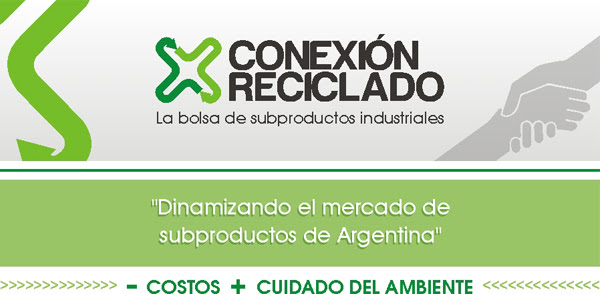 CONEXIÓN
RECICLADO
La bolsa de subproductos industriales
"Dinamizando el mercado de
subproductos de Argentina"
>>>>>>>>>>>>>> - COSTOS + CUIDADO DEL AMBIENTE <<<<<<<<<<<<<<